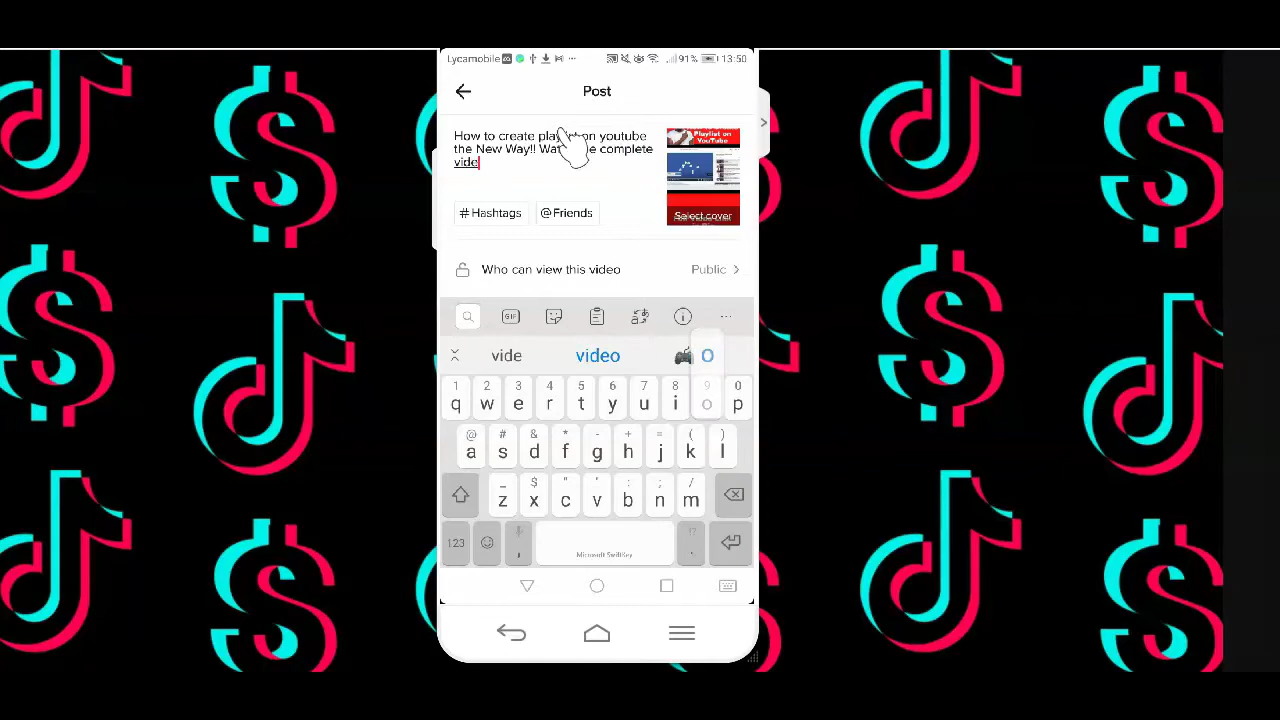 Lycamobile 91% 13:50
Post
How to create on youtube
the New Way!! complete
vide
Playlist on
YouTube
Select cover
#Hashtags @Friends
Who can view this video Public
GIF
vide video O
1 2 3 4 5 6 7 8 9 0
q w e r t y u i o p
@ # & * - + = ( )
a s d f g h j k l
_ $ " ' : ; /
z x c v b n m
123 , !?
Microsoft SwiftKey .